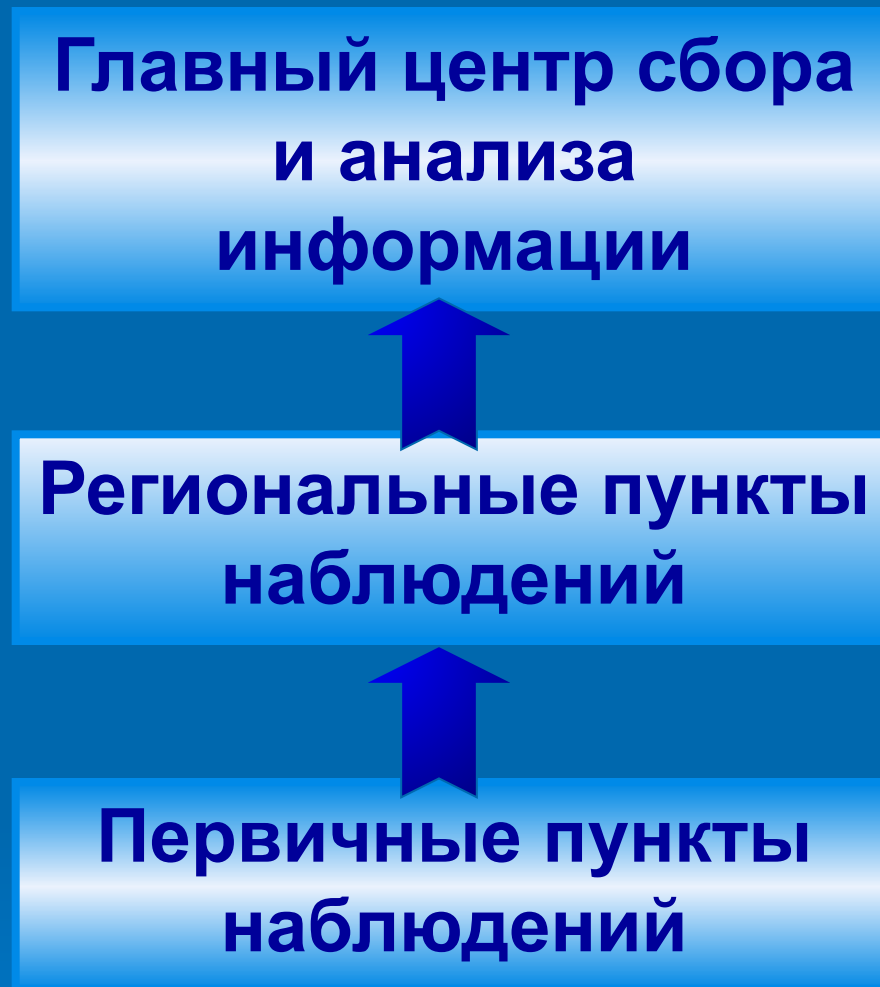 Главный центр сбора
и анализа
информации
Региональные пункты
наблюдений
Первичные пункты
наблюдений